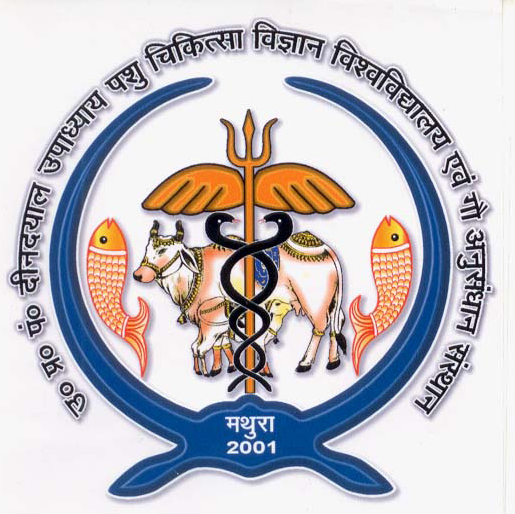 उ० प्र० पं० दीनदयाल उपाध्याय पशु चिकित्सा विज्ञान विश्वविद्यालय एवं गौ अनुसंधान संस्थान
मथुरा
2001